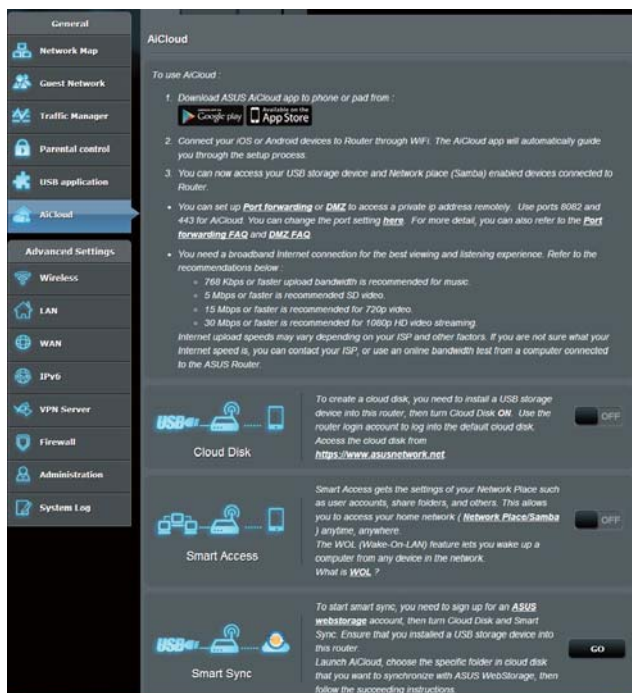 General
Network Map
Guest Network
Traffic Manager
Parental control
USB application
AiCloud
Advanced Settings
Wireless
LAN
WAN
IPv6
VPN Server
Firewall
Administration
System Log
AiCloud
To use AiCloud :
1. Download ASUS AiCloud app to phone or pad from :
Google play
Available on the
App Store
2. Connect your iOS or Android devices to Router through WiFi. The AiCloud app will automatically guide
you through the setup process.
3. You can now access your USB storage device and Network place (Samba) enabled devices connected to
Router.
• You can set up Port forwarding or DMZ to access a private ip address remotely. Use ports 8082 and
443 for AiCloud. You can change the port setting here. For more detail, you can also refer to the Port
forwarding FAQ and DMZ FAQ.
• You need a broadband Internet connection for the best viewing and listening experience. Refer to the
recommendations below :
768 Kbps or faster upload bandwidth is recommended for music.
5 Mbps or faster is recommended SD video.
15 Mbps or faster is recommended for 720p video.
30 Mbps or faster is recommended for 1080p HD video streaming.
Internet upload speeds may vary depending on your ISP and other factors. If you are not sure what your
Internet speed is, you can contact your ISP, or use an online bandwidth test from a computer connected
to the ASUS Router.
USB
Cloud Disk
To create a cloud disk, you need to install a USB storage
device into this router, then turn Cloud Disk ON. Use the
router login account to log into the default cloud disk.
Access the cloud disk from
https://www.asusnetwork.net.
OFF
Smart Access
Smart Access gets the settings of your Network Place such
as user accounts, share folders, and others. This allows
you to access your home network ( Network Place/Samba
) anytime, anywhere.
The WOL (Wake-On-LAN) feature lets you wake up a
computer from any device in the network.
What is WOL ?
OFF
USB
Smart Sync
To start smart sync, you need to sign up for an ASUS
webstorage account, then turn Cloud Disk and Smart
Sync. Ensure that you installed a USB storage device into
this router.
Launch AiCloud, choose the specific folder in cloud disk
that you want to synchronize with ASUS WebStorage, then
follow the succeeding instructions.
GO